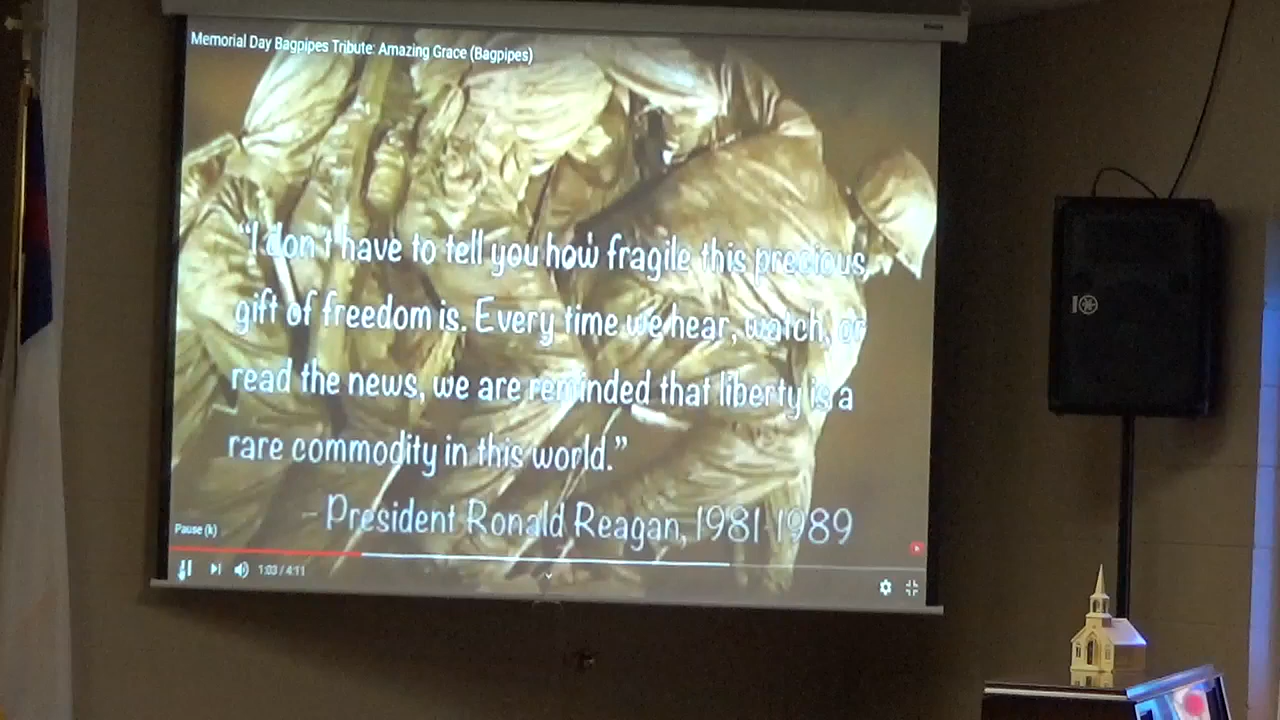 Memorial Day Bagpipes Tribute: Amazing Grace (Bagpipes)
“I don't have to tell you how fragile this precious
gift of freedom is. Every time we hear, watch, or
read the news, we are reminded that liberty is a
rare commodity in this world.”
- President Ronald Reagan, 1981-1989
Pause (k)
1:03 / 4:11